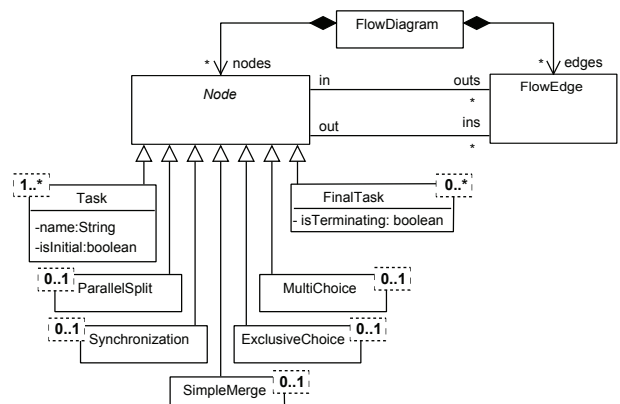 FlowDiagram
* nodes
* edges
Node
in
outs
*
out
ins
*
FlowEdge
1..*
Task
-name:String
-isInitial:boolean
0..*
FinalTask
- isTerminating: boolean
0..1
ParallelSplit
0..1
MultiChoice
0..1
Synchronization
0..1
ExclusiveChoice
0..1
SimpleMerge